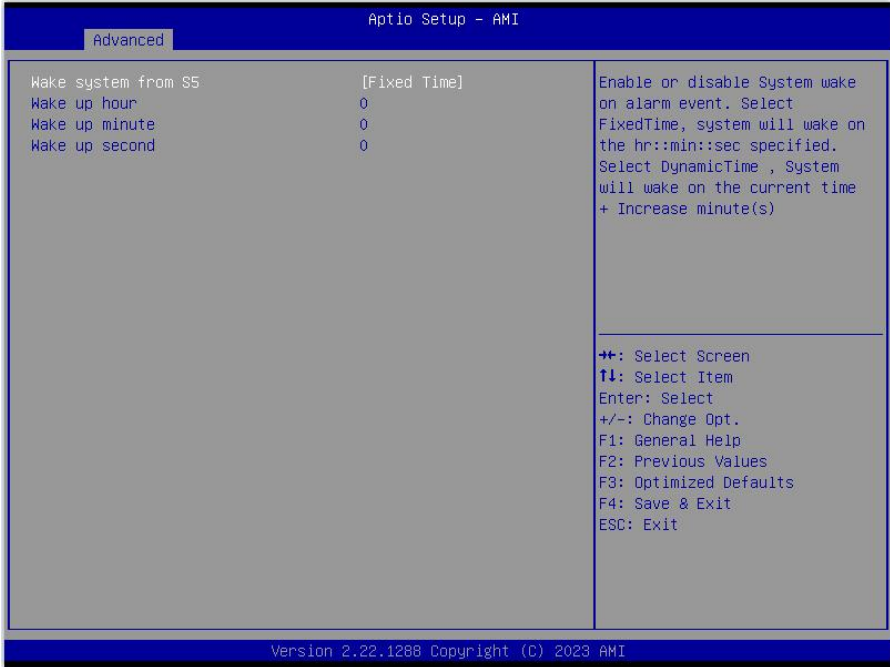 Aptio Setup – AMI
Advanced
Wake system from S5 [Fixed Time]
Wake up hour 0
Wake up minute 0
Wake up second 0
Enable or disable System wake
on alarm event. Select
FixedTime, system will wake on
the hr::min::sec specified.
Select DynamicTime , System
will wake on the current time
+ Increase minute(s)
→←: Select Screen
↑↓: Select Item
Enter: Select
+/-: Change Opt.
F1: General Help
F2: Previous Values
F3: Optimized Defaults
F4: Save & Exit
ESC: Exit
Version 2.22.1288 Copyright (C) 2023 AMI